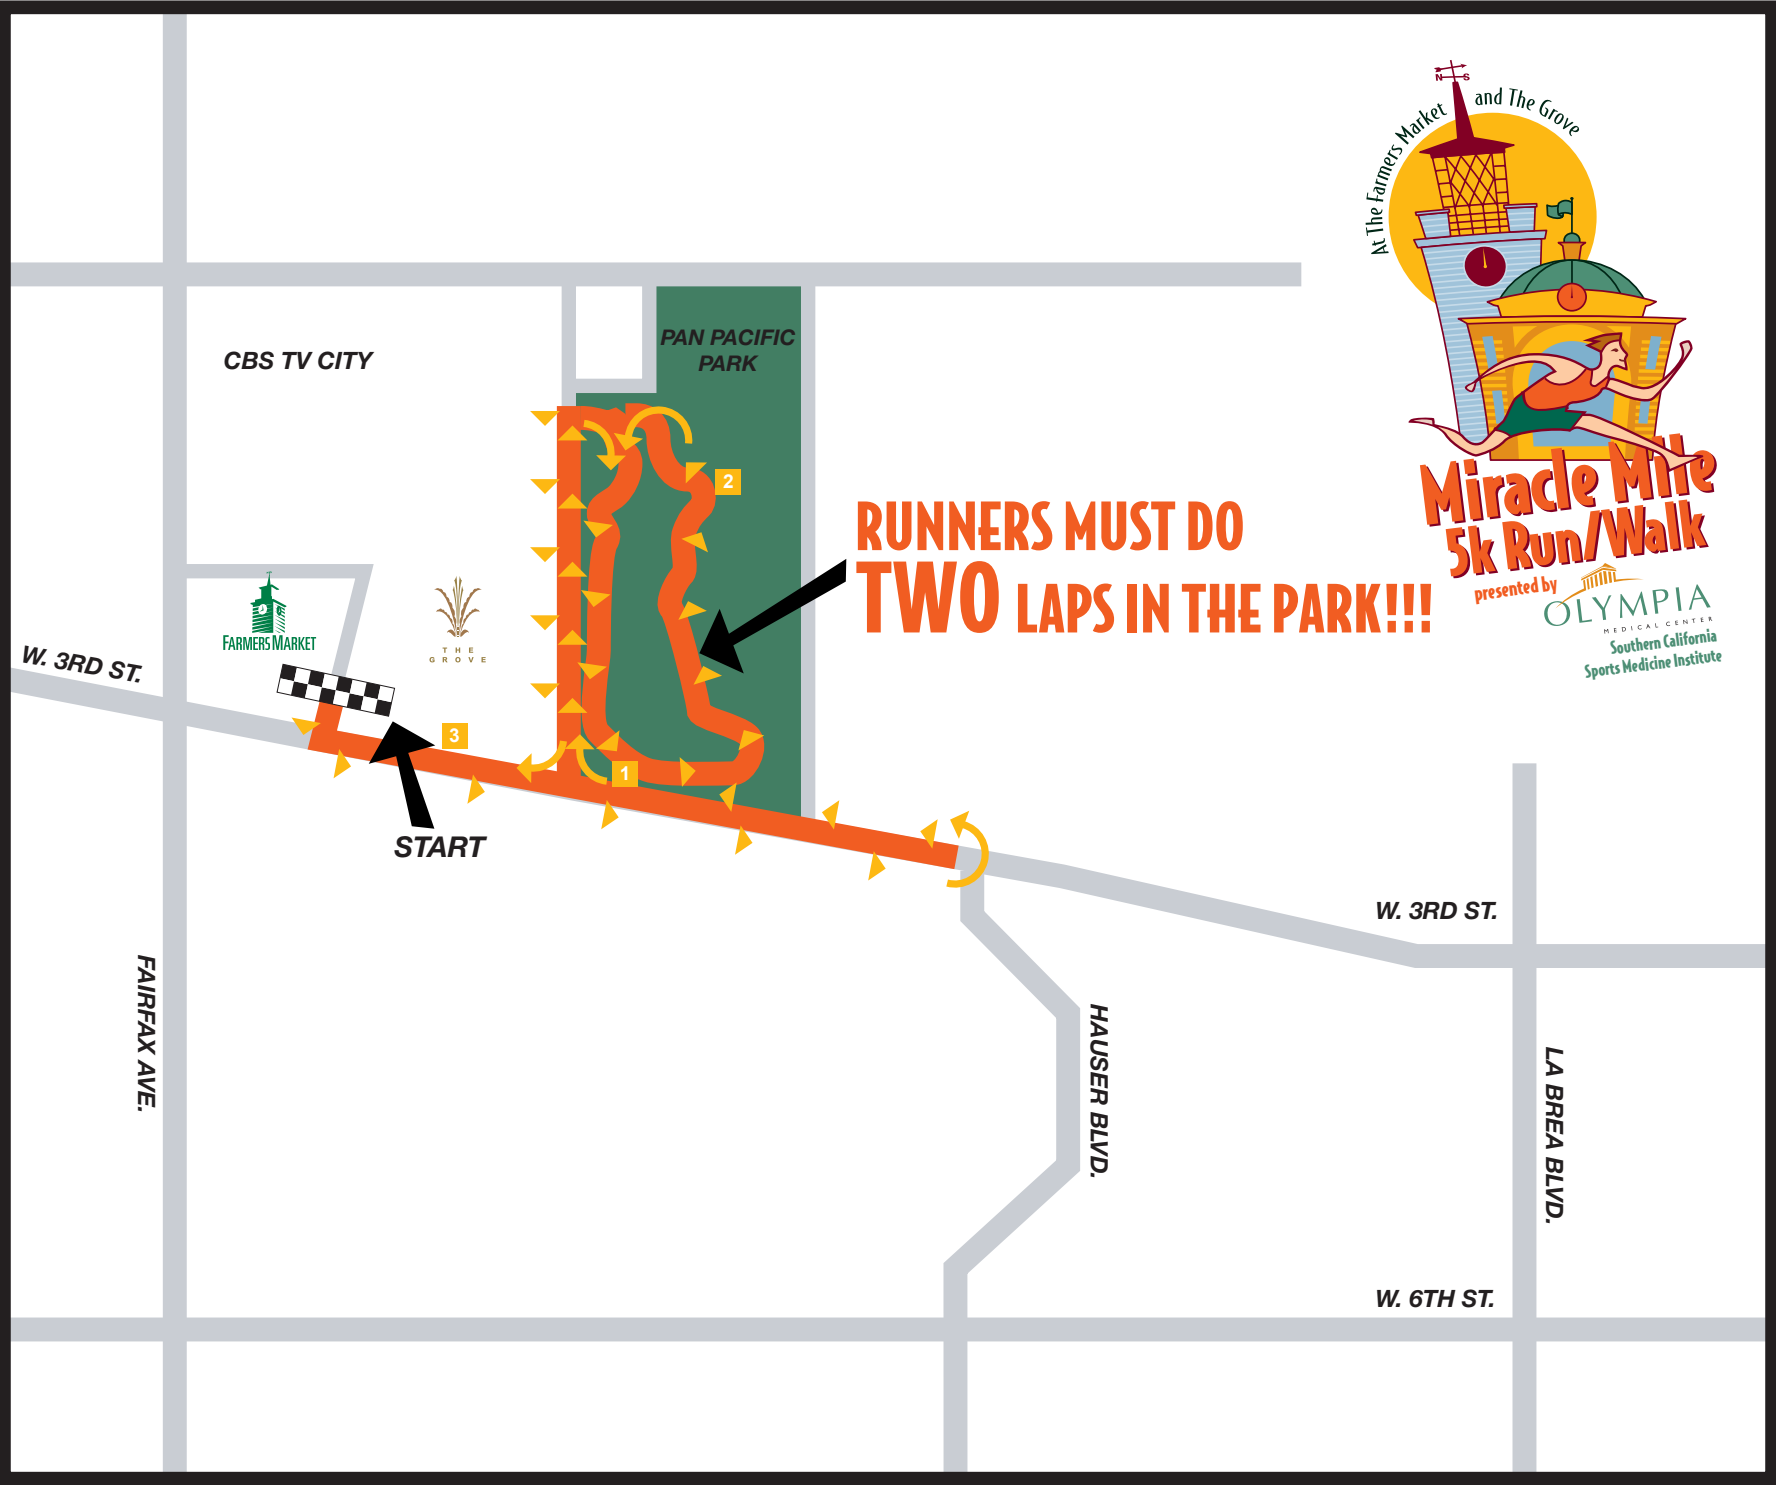 N S
At The Farmers Market and The Grove
PAN PACIFIC
PARK
CBS TV CITY
Miracle Mile
5k Run/Walk
presented by
OLYMPIA
MEDICAL CENTER
Southern California
Sports Medicine Institute
2
RUNNERS MUST DO
TWO LAPS IN THE PARK!!!
FARMERS MARKET
THE
GROVE
W. 3RD ST.
3
1
START
W. 3RD ST.
FAIRFAX AVE.
HAUSER BLVD.
LA BREA BLVD.
W. 6TH ST.